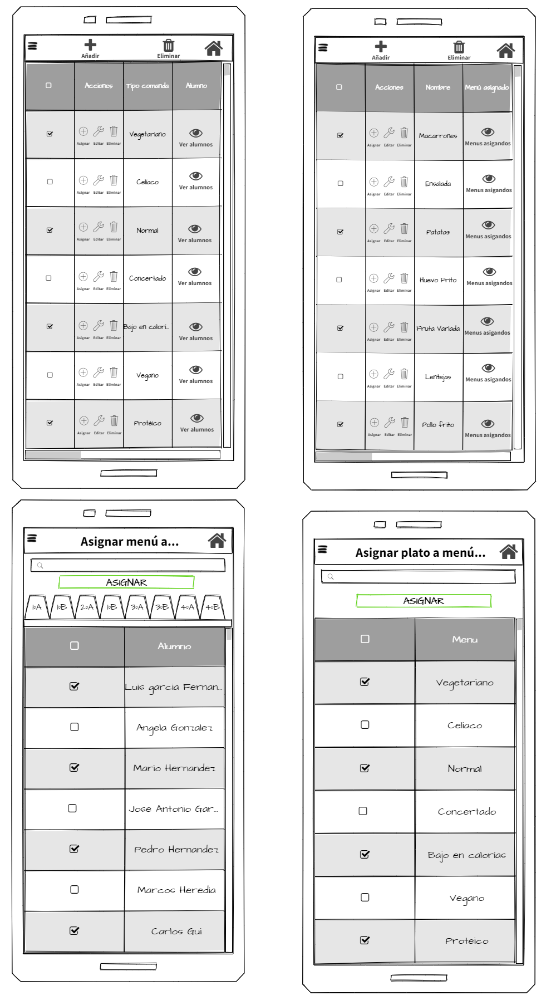 Añadir Eliminar
Acciones Tipo comanda Alumno
Vegetariano
Asignar Editar Eliminar Ver alumnos
Celiaco
Asignar Editar Eliminar Ver alumnos
Normal
Asignar Editar Eliminar Ver alumnos
Concertado
Asignar Editar Eliminar Ver alumnos
Bajo en calori...
Asignar Editar Eliminar Ver alumnos
Vegano
Asignar Editar Eliminar Ver alumnos
Protéico
Asignar Editar Eliminar Ver alumnos
Añadir Eliminar
Acciones Nombre Menú asignado
Macarrones
Asignar Editar Eliminar Menus asigandos
Ensalada
Asignar Editar Eliminar Menus asigandos
Patatas
Asignar Editar Eliminar Menus asigandos
Huevo Frito
Asignar Editar Eliminar Menus asigandos
Fruta Variada
Asignar Editar Eliminar Menus asigandos
Lentejas
Asignar Editar Eliminar Menus asigandos
Pollo frito
Asignar Editar Eliminar Menus asigandos
Asignar menú a...
ASIGNAR
1ºA 1ºB 2ºA 1ºB 3ºA 3ºB 4ºA 4ºB
Alumno
Luis garcia Fernan...
Angela Gonzalez
Mario Hernandez
Jose Antonio Gar...
Pedro Hernandez
Marcos Heredia
Carlos Gui
Asignar plato a menú...
ASIGNAR
Menu
Vegetariano
Celiaco
Normal
Concertado
Bajo en calorías
Vegano
Proteico